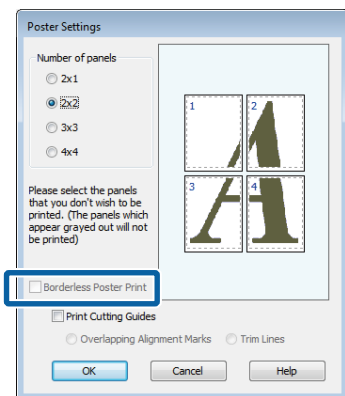 Poster Settings
Number of panels
2x1
2x2
3x3
4x4
1
2
3
4
Please select the panels
that you don't wish to be
printed. (The panels which
appear grayed out will not
be printed)
Borderless Poster Print
Print Cutting Guides
Overlapping Alignment Marks
Trim Lines
OK
Cancel
Help